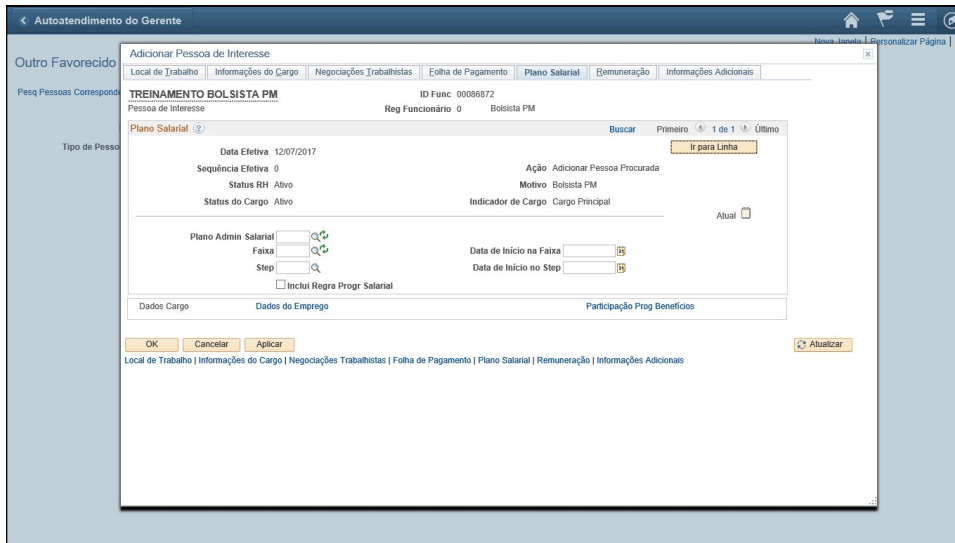 Autoatendimento do Gerente
Nova Janela | Personalizar Página |
Outro Favorecido
Pesq Pessoas Corresponde
Tipo de Pesso
Adicionar Pessoa de Interesse
Local de Trabalho Informações do Cargo Negociações Trabalhistas Folha de Pagamento Plano Salarial Remuneração Informações Adicionais
TREINAMENTO BOLSISTA PM ID Func 00086872
Pessoa de Interesse Reg Funcionário 0 Bolsista PM
Plano Salarial ? Buscar Primeiro 1 de 1 Último
Data Efetiva 12/07/2017 Ir para Linha
Sequência Efetiva 0 Ação Adicionar Pessoa Procurada
Status RH Ativo Motivo Bolsista PM
Status do Cargo Ativo Indicador de Cargo Cargo Principal
Atual
Plano Admin Salarial
Faixa Data de Início na Faixa
Step Data de Início no Step
Inclui Regra Progr Salarial
Dados Cargo Dados do Emprego Participação Prog Benefícios
OK Cancelar Aplicar Atualizar
Local de Trabalho | Informações do Cargo | Negociações Trabalhistas | Folha de Pagamento | Plano Salarial | Remuneração | Informações Adicionais